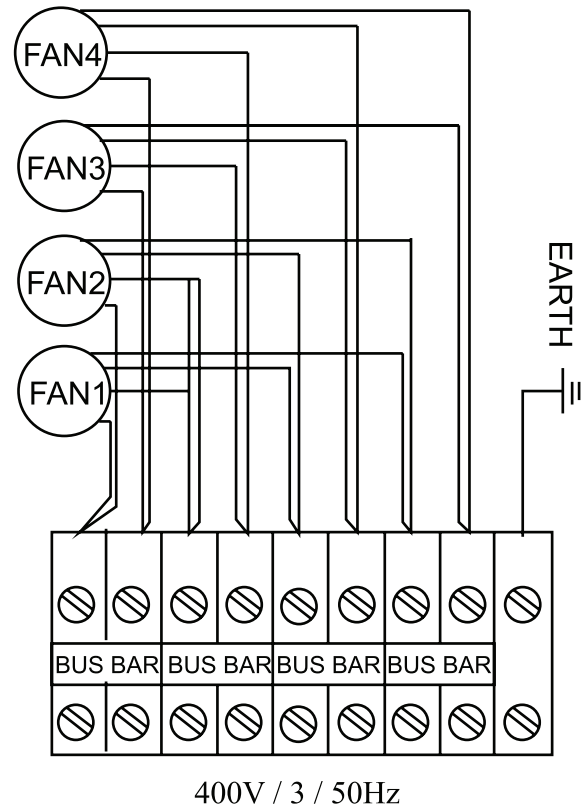 FAN4
FAN3
FAN2
FAN1
EARTH
BUS BAR BUS BAR BUS BAR BUS BAR
400V / 3 / 50Hz